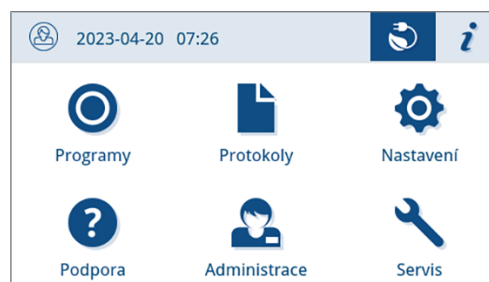 2023-04-20 07:26 i
Programy Protokoly Nastavení
?
Podpora Administrace Servis